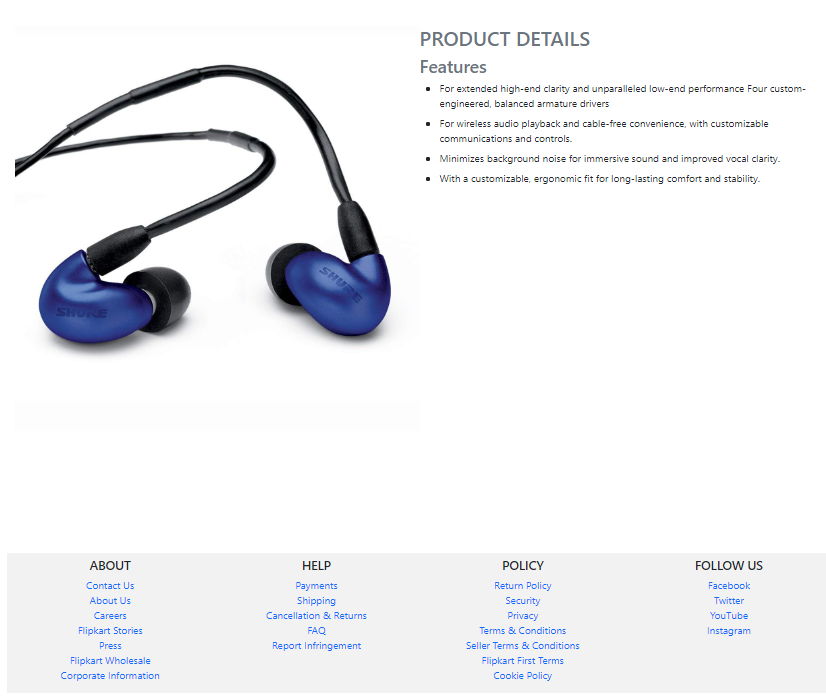 PRODUCT DETAILS
Features
For extended high-end clarity and unparalleled low-end performance Four custom-
engineered, balanced armature drivers
For wireless audio playback and cable-free convenience, with customizable
communications and controls.
Minimizes background noise for immersive sound and improved vocal clarity.
With a customizable, ergonomic fit for long-lasting comfort and stability.
SHURE
SHURE
ABOUT
Contact Us
About Us
Careers
Flipkart Stories
Press
Flipkart Wholesale
Corporate Information
HELP
Payments
Shipping
Cancellation & Returns
FAQ
Report Infringement
POLICY
Return Policy
Security
Privacy
Terms & Conditions
Seller Terms & Conditions
Flipkart First Terms
Cookie Policy
FOLLOW US
Facebook
Twitter
YouTube
Instagram